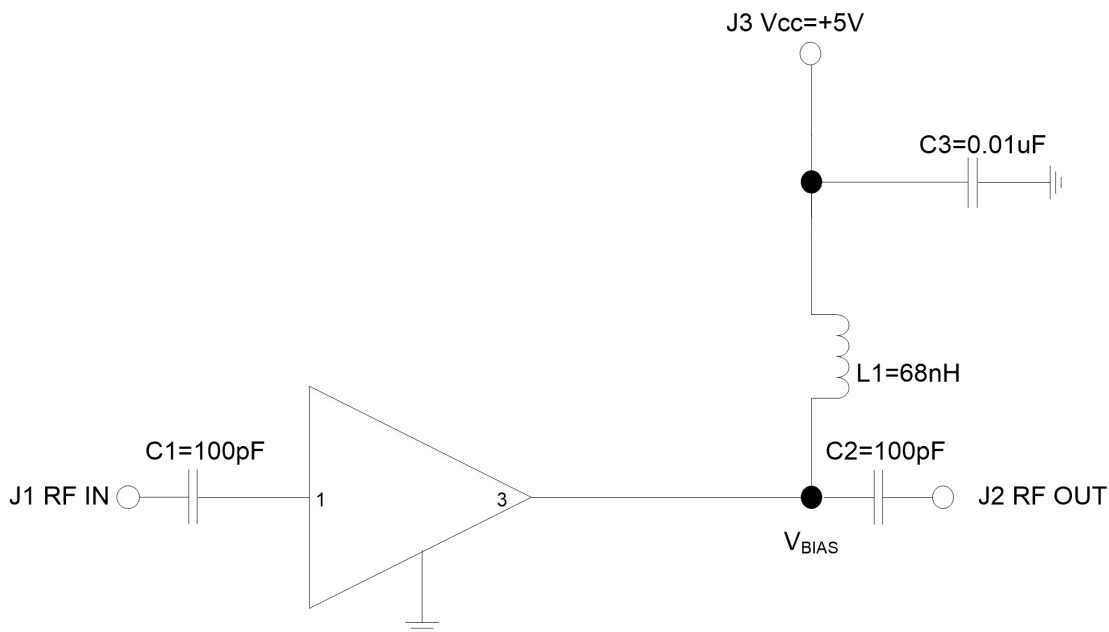 J3 Vcc=+5V
C3=0.01uF
L1=68nH
C1=100pF
C2=100pF
J1 RF IN
1
3
J2 RF OUT
VBIAS